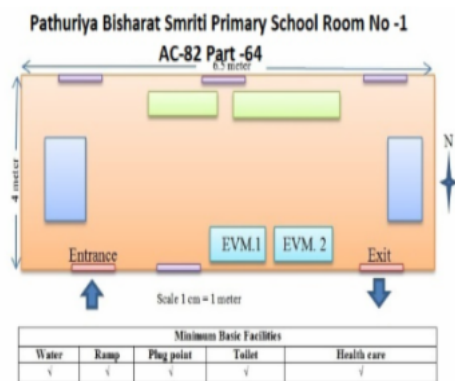 Pathuriya Bisharat Smriti Primary School Room No -1
AC-82 Part -64
6.5 meter
4 meter
N
EVM.1 EVM. 2
Entrance Exit
Scale 1 cm = 1 meter
Minimum Basic Facilities
Water Ramp Plug point Toilet Health care
√ √ √ √ √